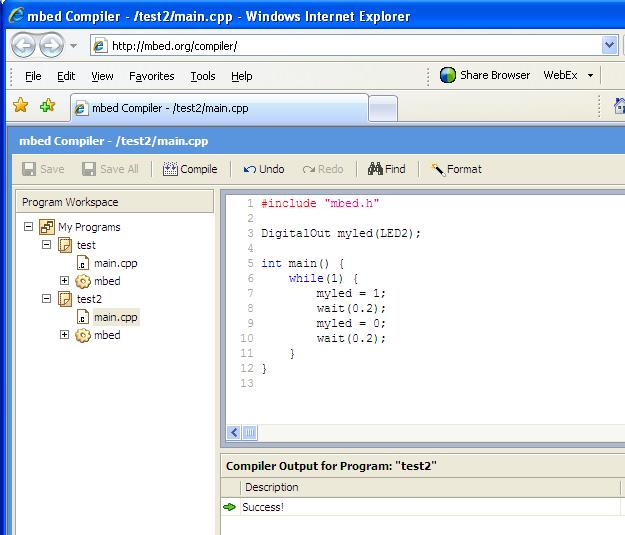 mbed Compiler - /test2/main.cpp - Windows Internet Explorer
http://mbed.org/compiler/
File Edit View Favorites Tools Help Share Browser WebEx
mbed Compiler - /test2/main.cpp
mbed Compiler - /test2/main.cpp
Save Save All Compile Undo Redo Find Format
Program Workspace
My Programs
test
main.cpp
mbed
test2
main.cpp
mbed
1 #include "mbed.h"
2
3 DigitalOut myled(LED2);
4
5 int main() {
6 while(1) {
7 myled = 1;
8 wait(0.2);
9 myled = 0;
10 wait(0.2);
11 }
12 }
13
Compiler Output for Program: "test2"
Description
Success!